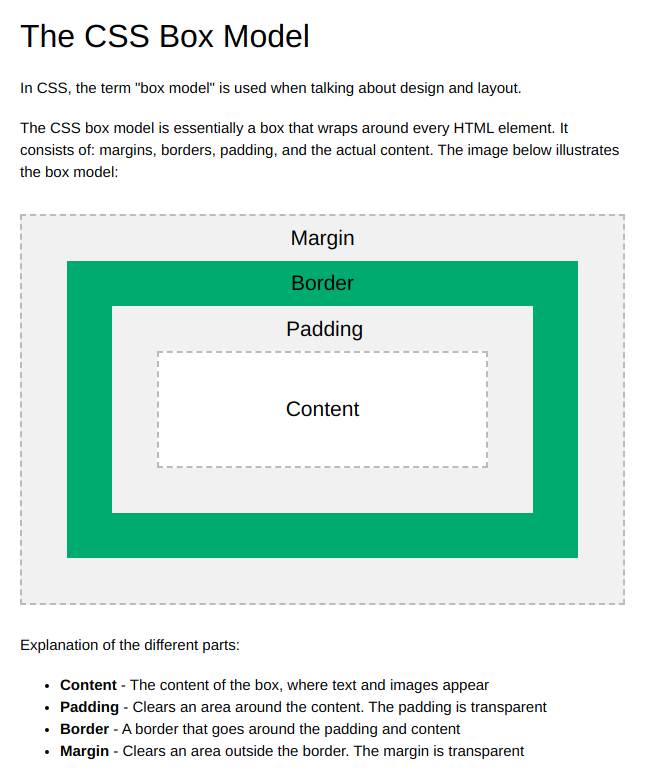 The CSS Box Model
In CSS, the term "box model" is used when talking about design and layout.
The CSS box model is essentially a box that wraps around every HTML element. It
consists of: margins, borders, padding, and the actual content. The image below illustrates
the box model:
Margin
Border
Padding
Content
Explanation of the different parts:
• Content - The content of the box, where text and images appear
• Padding - Clears an area around the content. The padding is transparent
• Border - A border that goes around the padding and content
• Margin - Clears an area outside the border. The margin is transparent